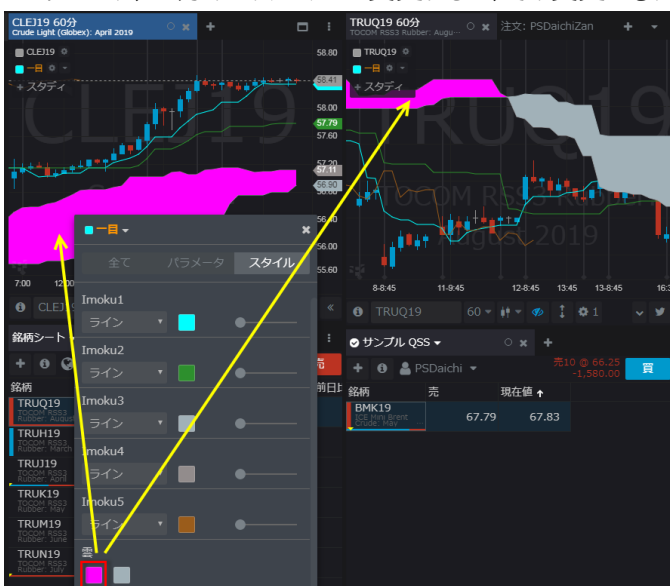 CLEJ19 60分
Crude Light (Globex): April 2019
CLEJ19
一目
+ スタディ
CLEJ19
58.80
58.41
58.00
57.79
57.60
57.20
57.11
56.90
56.00
55.60
7:00
TRUQ19 60分
注文: PSDaichiZan
TOCOM RSS3 Rubber: Augu
TRUQ19
一目
+ スタディ
TRUQ19
TOCOM RSS3
August 2019
8-8:45 11-9:45 12-8:45 13:45 13-8:45
TRUQ19 60 1
一目
全て パラメータ スタイル
Imoku1
ライン
Imoku2
ライン
Imoku3
ライン
Imoku4
ライン
Imoku5
ライン
雲
銘柄シート
売
銘柄
TRUQ19
TOCOM RSS3
TRUH19
TOCOM RSS3
Rubber: March
TRUJ19
TOCOM RSS3
Rubber: April
TRUK19
TOCOM RSS3
Rubber: May
TRUM19
TOCOM RSS3
Rubber: June
TRUN19
TOCOM RSS3
Rubber: July
サンプル QSS
PSDaichi
売10 @ 66.25
-1,580.00
買
銘柄 売 現在値
BMK19 67.79 67.83
ICE Mini Brent
Crude: May